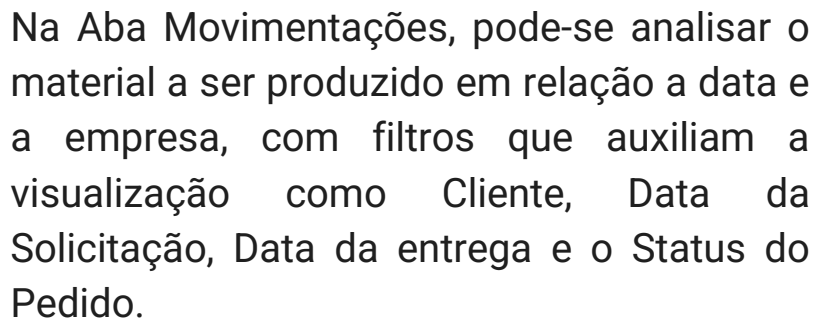 Na Aba Movimentações, pode-se analisar o
material a ser produzido em relação a data e
a empresa, com filtros que auxiliam a
visualização como Cliente, Data da
Solicitação, Data da entrega e o Status do
Pedido.